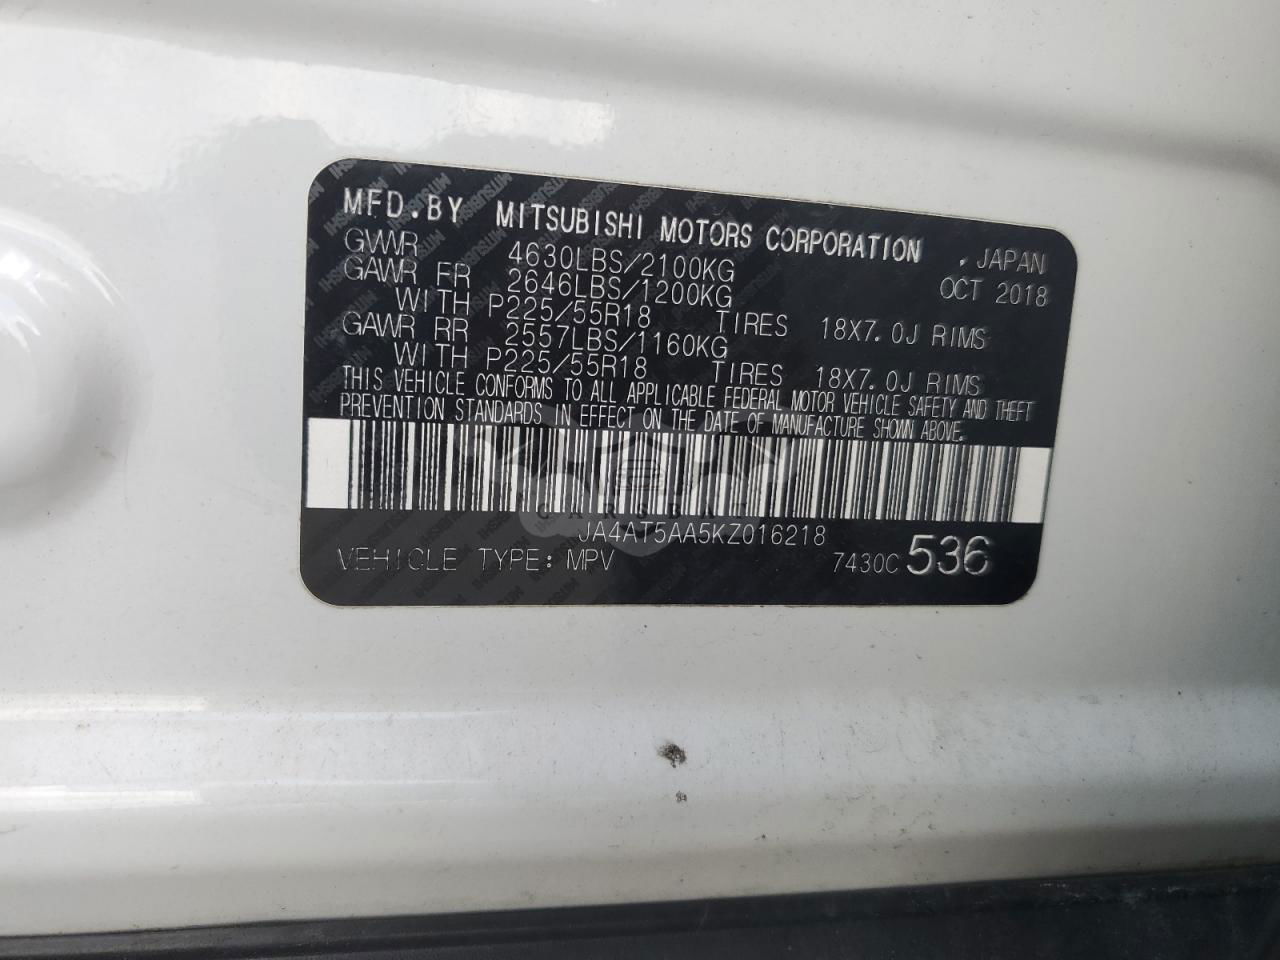 MFD.BY MITSUBISHI MOTORS CORPORATION , JAPAN
GVWR 4630LBS/2100KG OCT 2018
GAWR FR 2646LBS/1200KG
WITH P225/55R18 TIRES 18X7.0J RIMS
GAWR RR 2557LBS/1160KG
WITH P225/55R18 TIRES 18X7.0J RIMS
THIS VEHICLE CONFORMS TO ALL APPLICABLE FEDERAL MOTOR VEHICLE SAFETY AND THEFT
PREVENTION STANDARDS IN EFFECT ON THE DATE OF MANUFACTURE SHOWN ABOVE.
CARSBAT
JA4AT5AA5KZ016218
VEHICLE TYPE: MPV 7430C 536